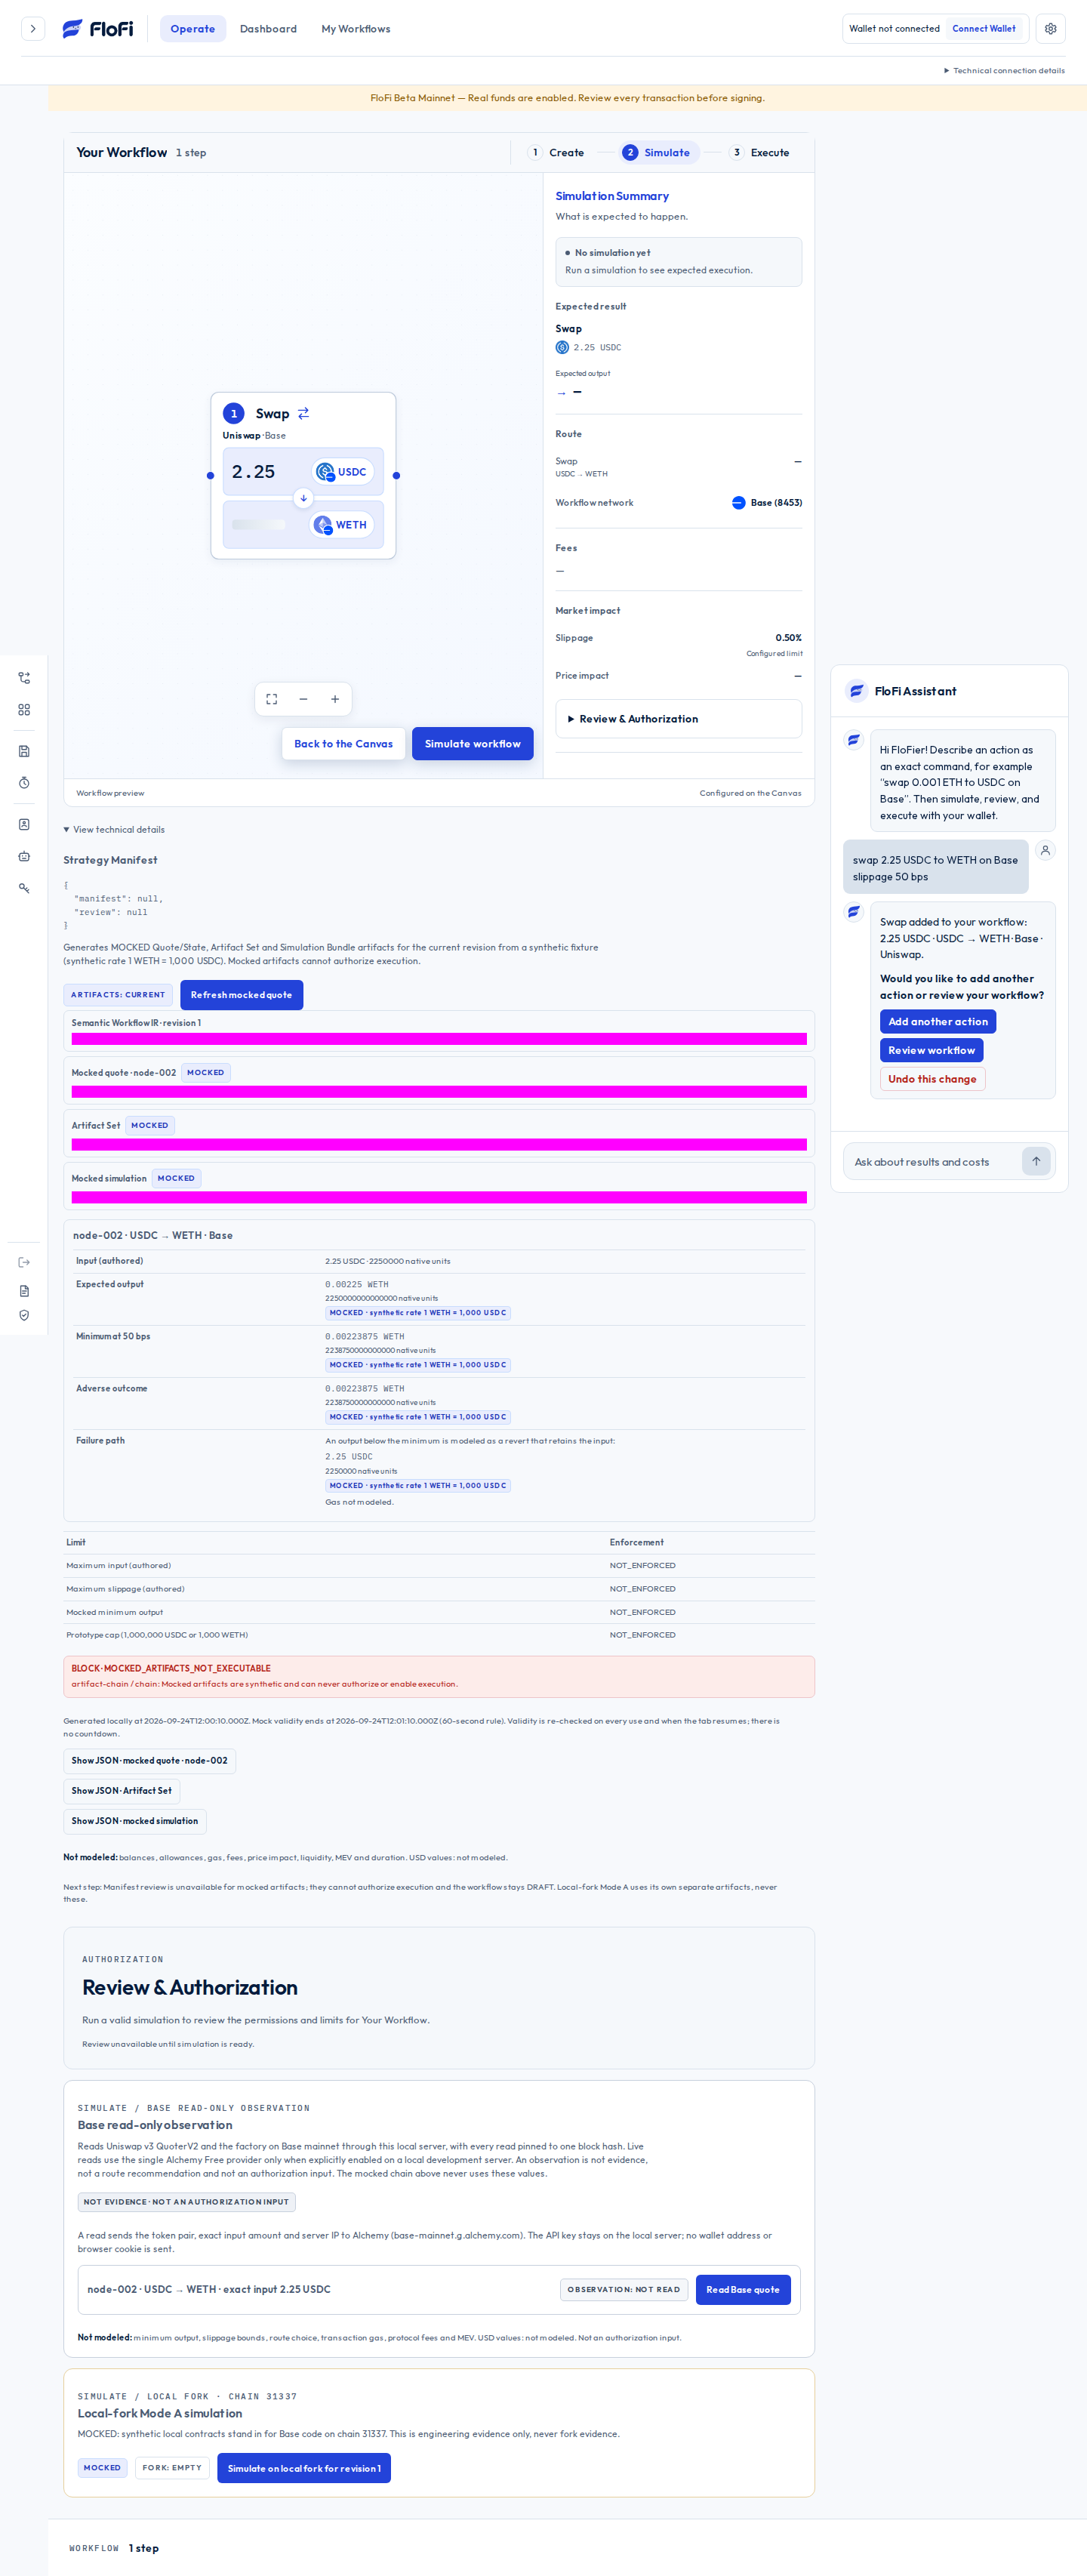 FloFi
Operate
Dashboard
My Workflows
Wallet not connected
Connect Wallet
Technical connection details
FloFi Beta Mainnet — Real funds are enabled. Review every transaction before signing.
Your Workflow 1 step
1 Create
2 Simulate
3 Execute
1 Swap
Uniswap · Base
2.25 USDC
WETH
Back to the Canvas
Simulate workflow
Simulation Summary
What is expected to happen.
No simulation yet
Run a simulation to see expected execution.
Expected result
Swap
2.25 USDC
Expected output
→ —
Route
Swap —
USDC → WETH
Workflow network Base (8453)
Fees
—
Market impact
Slippage 0.50%
Configured limit
Price impact —
Review & Authorization
Workflow preview
Configured on the Canvas
View technical details
Strategy Manifest
{
"manifest": null,
"review": null
}
Generates MOCKED Quote/State, Artifact Set and Simulation Bundle artifacts for the current revision from a synthetic fixture
(synthetic rate 1 WETH = 1,000 USDC). Mocked artifacts cannot authorize execution.
ARTIFACTS: CURRENT
Refresh mocked quote
Semantic Workflow IR · revision 1
Mocked quote · node-002 MOCKED
Artifact Set MOCKED
Mocked simulation MOCKED
node-002 · USDC → WETH · Base
Input (authored) 2.25 USDC · 2250000 native units
Expected output 0.00225 WETH
2250000000000000 native units
MOCKED · synthetic rate 1 WETH = 1,000 USDC
Minimum at 50 bps 0.00223875 WETH
2238750000000000 native units
MOCKED · synthetic rate 1 WETH = 1,000 USDC
Adverse outcome 0.00223875 WETH
2238750000000000 native units
MOCKED · synthetic rate 1 WETH = 1,000 USDC
Failure path An output below the minimum is modeled as a revert that retains the input:
2.25 USDC
2250000 native units
MOCKED · synthetic rate 1 WETH = 1,000 USDC
Gas not modeled.
Limit Enforcement
Maximum input (authored) NOT_ENFORCED
Maximum slippage (authored) NOT_ENFORCED
Mocked minimum output NOT_ENFORCED
Prototype cap (1,000,000 USDC or 1,000 WETH) NOT_ENFORCED
BLOCK · MOCKED_ARTIFACTS_NOT_EXECUTABLE
artifact-chain / chain: Mocked artifacts are synthetic and can never authorize or enable execution.
Generated locally at 2026-09-24T12:00:10.000Z. Mock validity ends at 2026-09-24T12:01:10.000Z (60-second rule). Validity is re-checked on every use and when the tab resumes; there is
no countdown.
Show JSON · mocked quote · node-002
Show JSON · Artifact Set
Show JSON · mocked simulation
Not modeled: balances, allowances, gas, fees, price impact, liquidity, MEV and duration. USD values: not modeled.
Next step: Manifest review is unavailable for mocked artifacts; they cannot authorize execution and the workflow stays DRAFT. Local-fork Mode A uses its own separate artifacts, never
these.
AUTHORIZATION
Review & Authorization
Run a valid simulation to review the permissions and limits for Your Workflow.
Review unavailable until simulation is ready.
SIMULATE / BASE READ-ONLY OBSERVATION
Base read-only observation
Reads Uniswap v3 QuoterV2 and the factory on Base mainnet through this local server, with every read pinned to one block hash. Live
reads use the single Alchemy Free provider only when explicitly enabled on a local development server. An observation is not evidence,
not a route recommendation and not an authorization input. The mocked chain above never uses these values.
NOT EVIDENCE · NOT AN AUTHORIZATION INPUT
A read sends the token pair, exact input amount and server IP to Alchemy (base-mainnet.g.alchemy.com). The API key stays on the local server; no wallet address or
browser cookie is sent.
node-002 · USDC → WETH · exact input 2.25 USDC
OBSERVATION: NOT READ
Read Base quote
Not modeled: minimum output, slippage bounds, route choice, transaction gas, protocol fees and MEV. USD values: not modeled. Not an authorization input.
SIMULATE / LOCAL FORK · CHAIN 31337
Local-fork Mode A simulation
MOCKED: synthetic local contracts stand in for Base code on chain 31337. This is engineering evidence only, never fork evidence.
MOCKED
FORK: EMPTY
Simulate on local fork for revision 1
WORKFLOW 1 step
FloFi Assistant
Hi FloFier! Describe an action as
an exact command, for example
“swap 0.001 ETH to USDC on
Base”. Then simulate, review, and
execute with your wallet.
swap 2.25 USDC to WETH on Base
slippage 50 bps
Swap added to your workflow:
2.25 USDC · USDC → WETH · Base ·
Uniswap.
Would you like to add another
action or review your workflow?
Add another action
Review workflow
Undo this change
Ask about results and costs